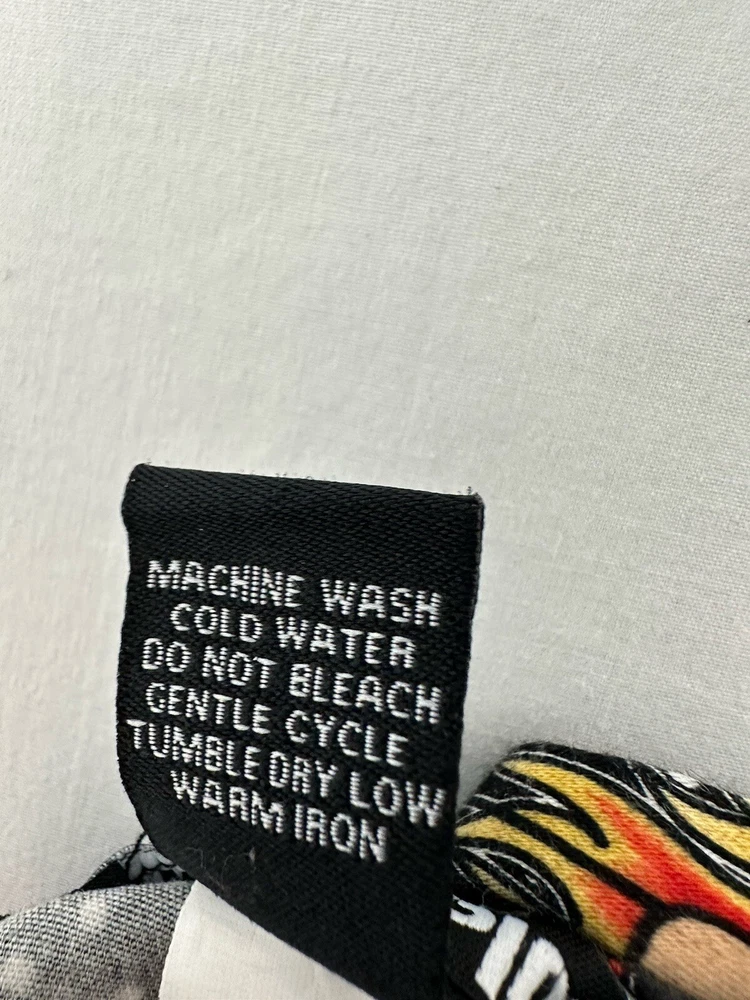 MACHINE WASH
COLD WATER
DO NOT BLEACH
GENTLE CYCLE
TUMBLE DRY LOW
WARM IRON